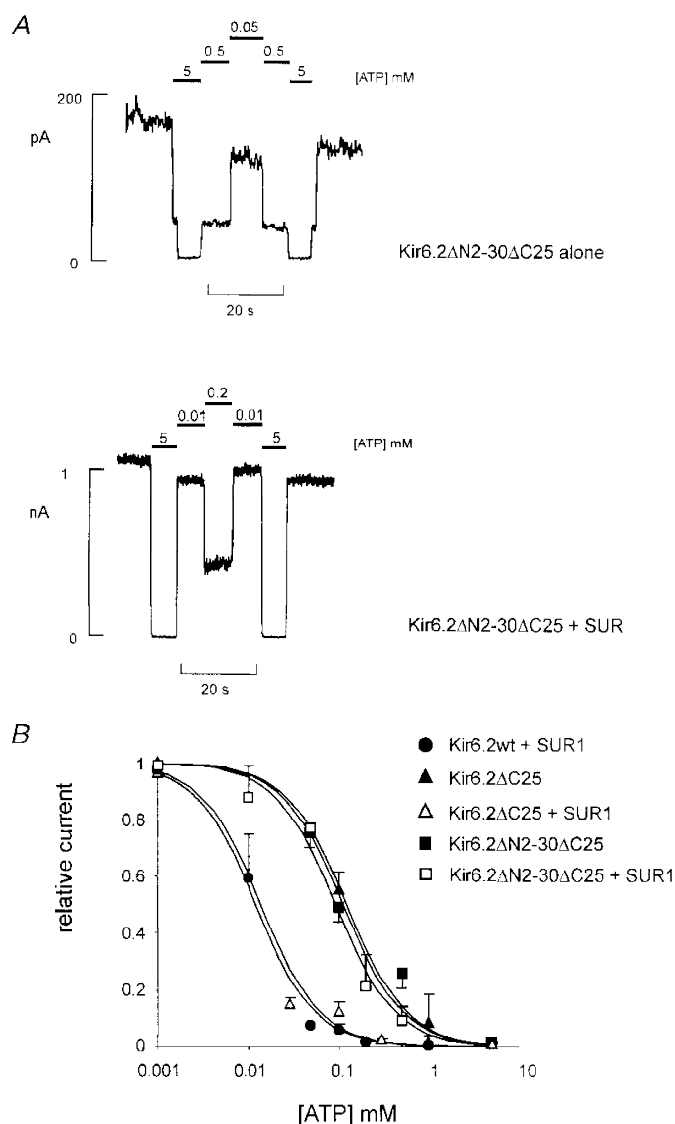 A
0.05
0.5 0.5
5 5 [ATP] mM
200
pA
0
Kir6.2ΔN2-30ΔC25 alone
20 s
0.2
0.01 0.01
5 5 [ATP] mM
1
nA
0
Kir6.2ΔN2-30ΔC25 + SUR
20 s
B
Kir6.2wt + SUR1
Kir6.2ΔC25
Kir6.2ΔC25 + SUR1
Kir6.2ΔN2-30ΔC25
Kir6.2ΔN2-30ΔC25 + SUR1
1
0.8
0.6
0.4
0.2
0
relative current
0.001 0.01 0.1 1 10
[ATP] mM